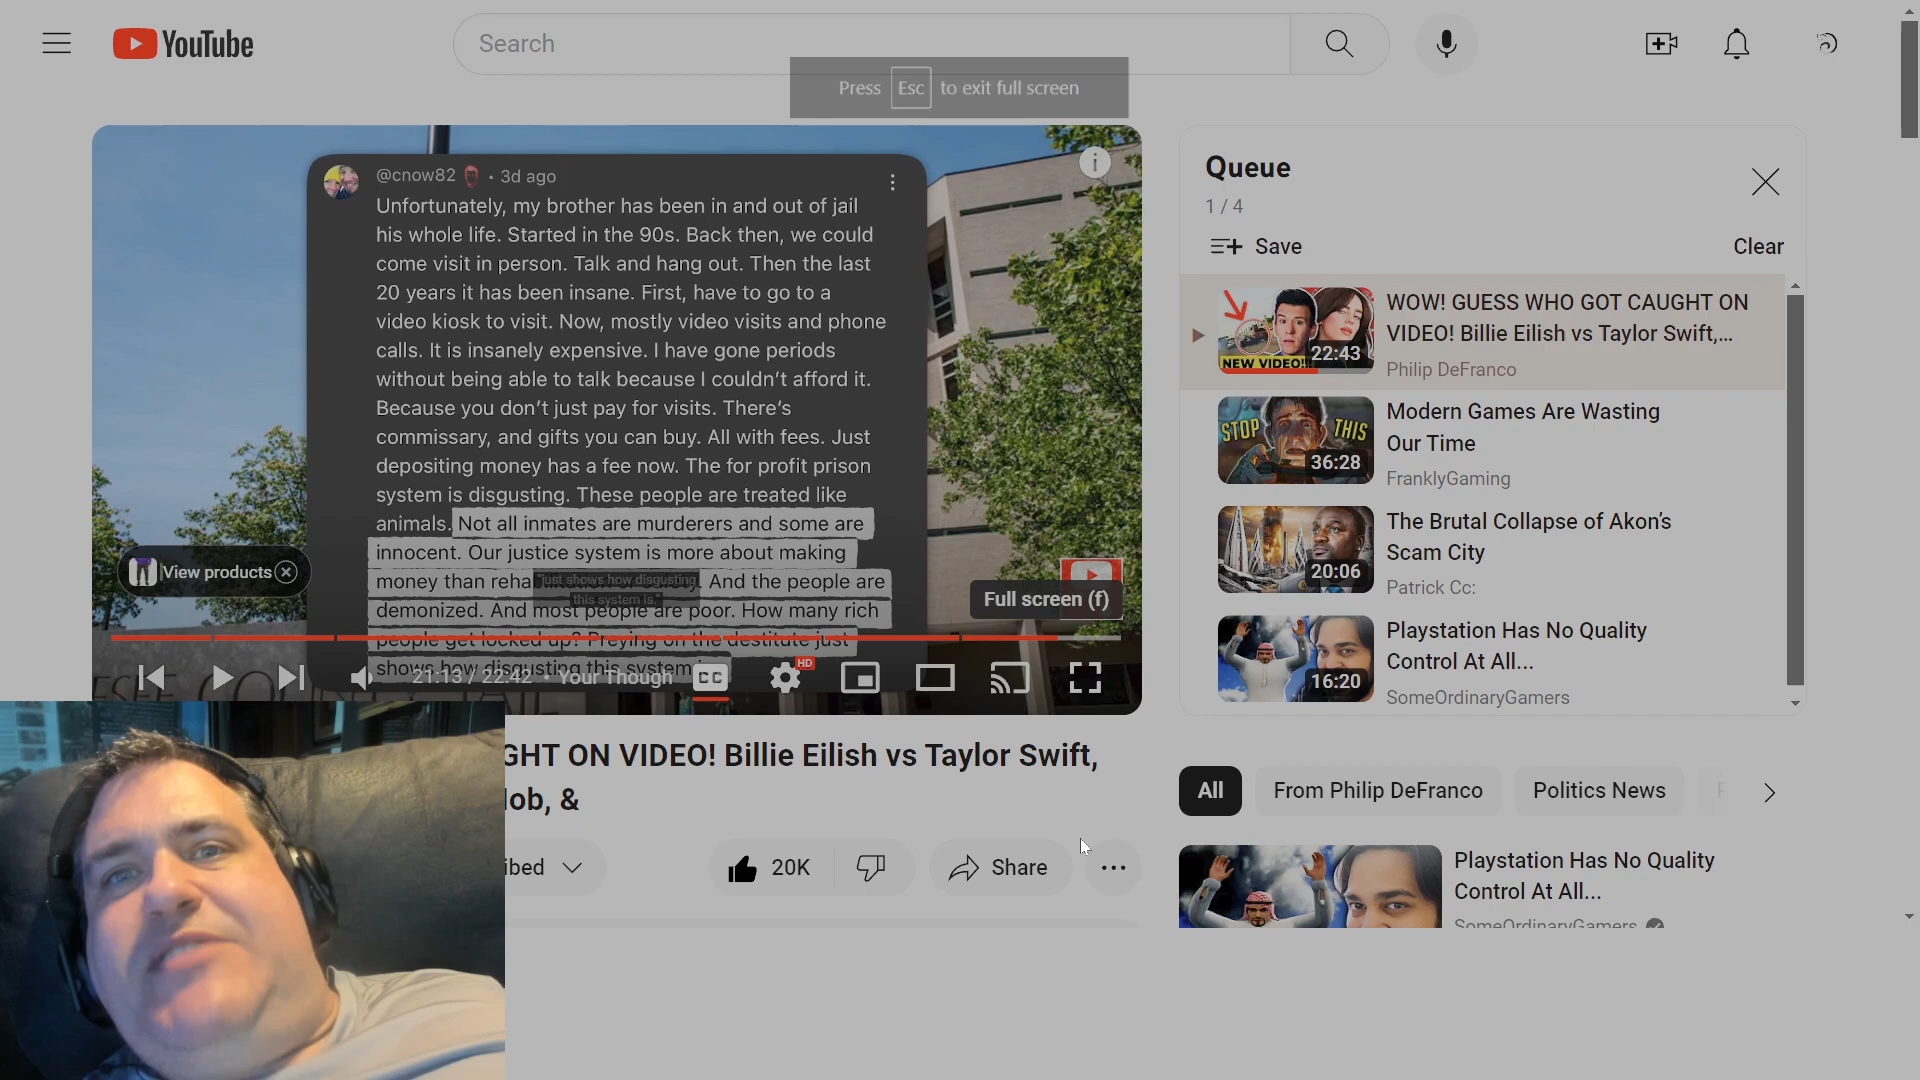 YouTube
Search
Press Esc to exit full screen
@cnow82 • 3d ago
Unfortunately, my brother has been in and out of jail
his whole life. Started in the 90s. Back then, we could
come visit in person. Talk and hang out. Then the last
20 years it has been insane. First, have to go to a
video kiosk to visit. Now, mostly video visits and phone
calls. It is insanely expensive. I have gone periods
without being able to talk because I couldn't afford it.
Because you don't just pay for visits. There's
commissary, and gifts you can buy. All with fees. Just
depositing money has a fee now. The for profit prison
system is disgusting. These people are treated like
animals. Not all inmates are murderers and some are
innocent. Our justice system is more about making
money than reha . And the people are
demonized. And most people are poor. How many rich
people get locked up? Preying on the destitute just
shows how disgusting this system
"just shows how disgusting
this system is."
View products
Full screen (f)
21:13 / 22:42 • Your Though
CC
HD
Queue
1 / 4
Save
Clear
NEW VIDEO!!!
22:43
WOW! GUESS WHO GOT CAUGHT ON
VIDEO! Billie Eilish vs Taylor Swift,...
Philip DeFranco
STOP THIS
36:28
Modern Games Are Wasting
Our Time
FranklyGaming
20:06
The Brutal Collapse of Akon's
Scam City
Patrick Cc:
16:20
Playstation Has No Quality
Control At All...
SomeOrdinaryGamers
GHT ON VIDEO! Billie Eilish vs Taylor Swift,
ob, &
ibed
20K
Share
All
From Philip DeFranco
Politics News
Playstation Has No Quality
Control At All...
SomeOrdinaryGamers